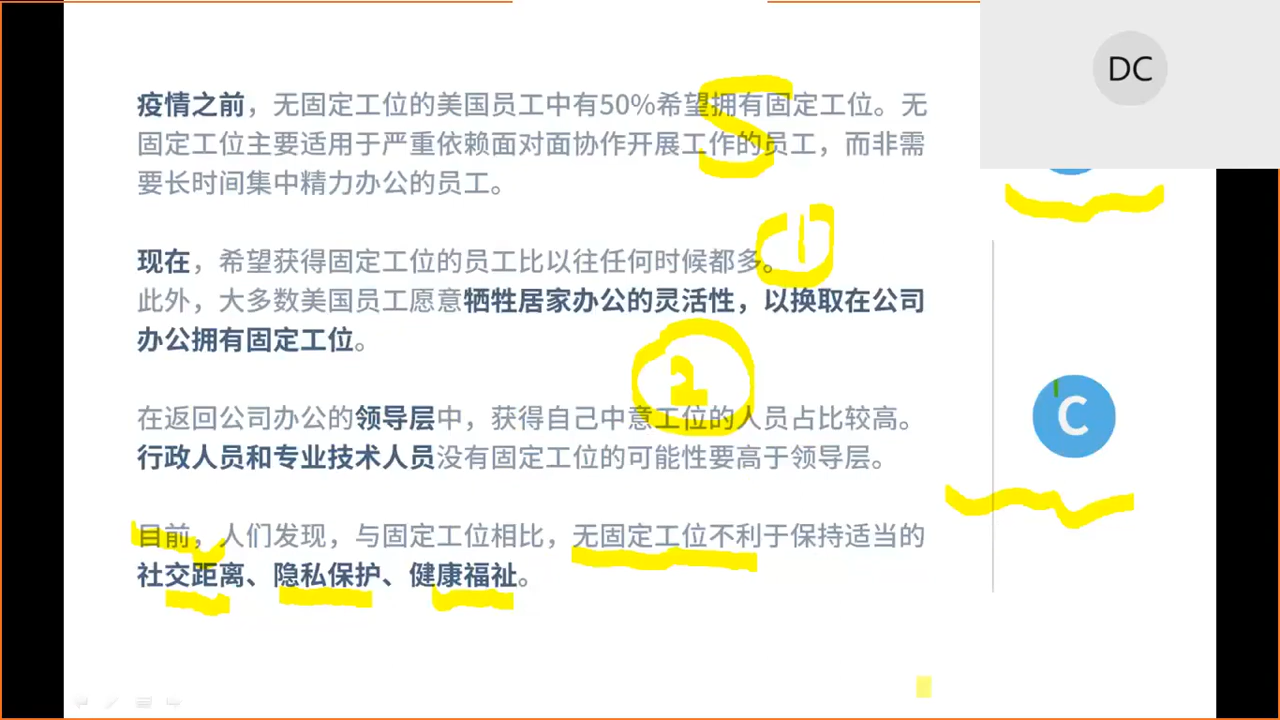 疫情之前，无固定工位的美国员工中有50%希望拥有固定工位。无
固定工位主要适用于严重依赖面对面协作开展工作的员工，而非需
要长时间集中精力办公的员工。
现在，希望获得固定工位的员工比以往任何时候都多。
此外，大多数美国员工愿意牺牲居家办公的灵活性，以换取在公司
办公拥有固定工位。
在返回公司办公的领导层中，获得自己中意工位的人员占比较高。
行政人员和专业技术人员没有固定工位的可能性要高于领导层。
目前，人们发现，与固定工位相比，无固定工位不利于保持适当的
社交距离、隐私保护、健康福祉。
S
1
2
DC
C